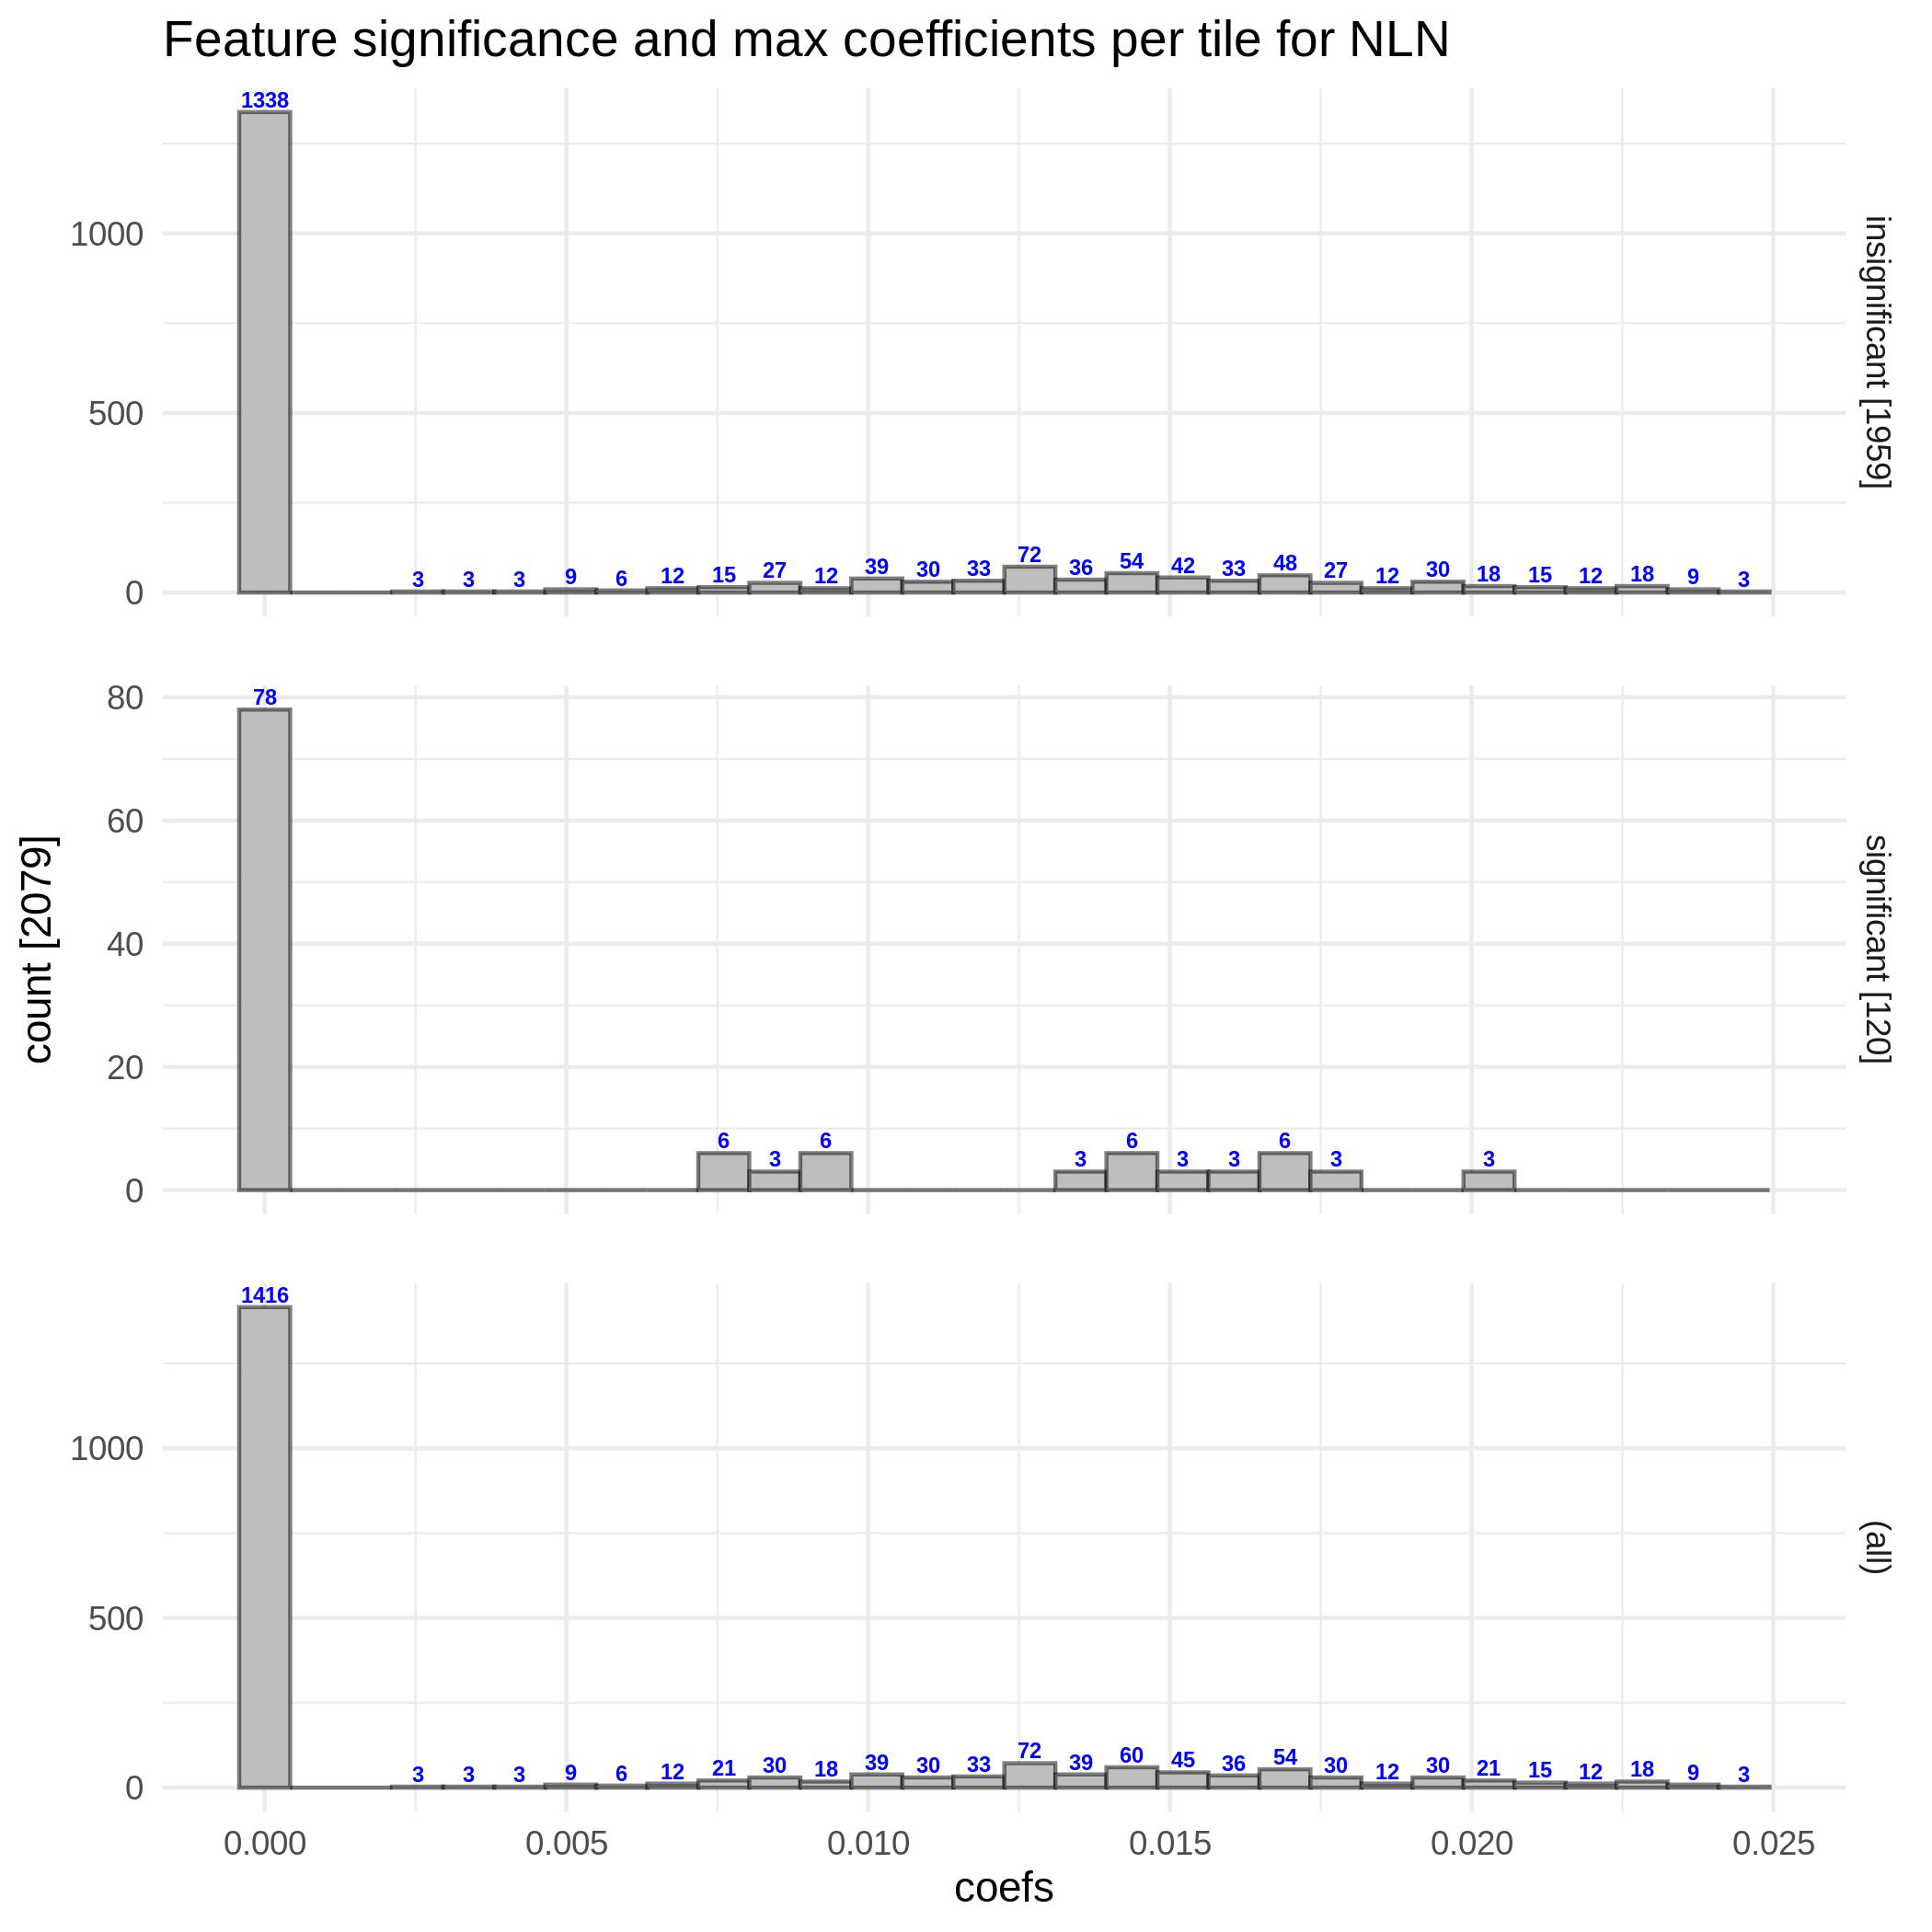 Feature significance and max coefficients per tile for NLN
1338
3 3 3 9 6 12 15 27 12 39 30 33 72 36 54 42 33 48 27 12 30 18 15 12 18 9 3
1000
500
0
insignificant [1959]
78
6 3 6 3 6 3 3 6 3 3
80
60
40
20
0
significant [120]
count [2079]
1416
3 3 3 9 6 12 21 30 18 39 30 33 72 39 60 45 36 54 30 12 30 21 15 12 18 9 3
1000
500
0
(all)
0.000 0.005 0.010 0.015 0.020 0.025
coefs